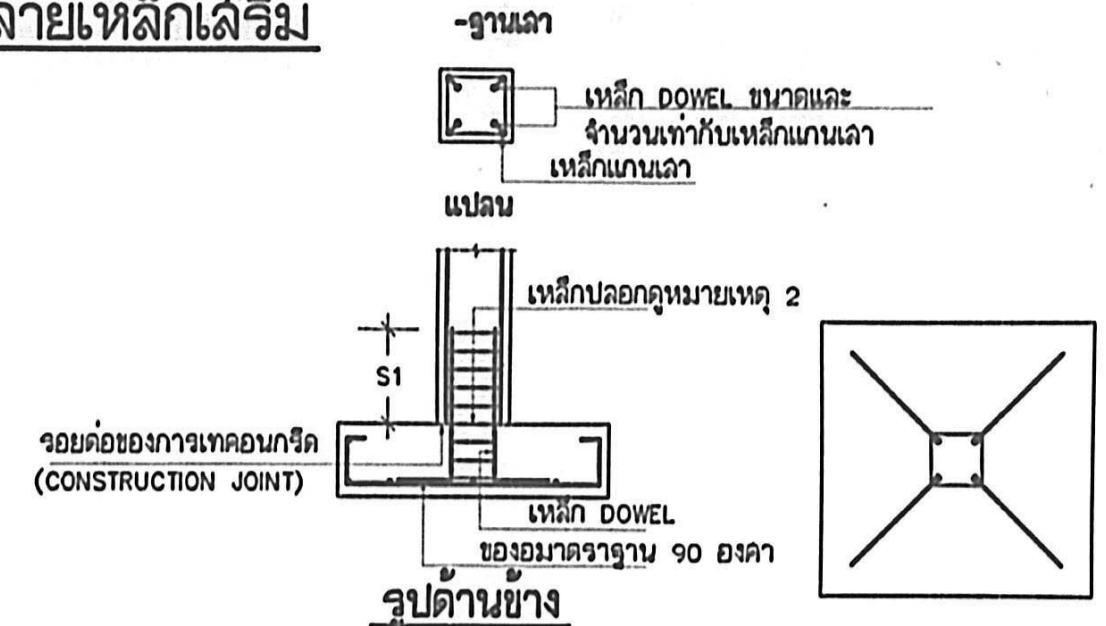 ลายเหล็กเสริม
-ฐานเสา
เหล็ก DOWEL ขนาดและ
จำนวนเท่ากับเหล็กแกนเสา
เหล็กแกนเสา
แปลน
เหล็กปลอกดูหมายเหตุ 2
S1
รอยต่อของการเทคอนกรีต
(CONSTRUCTION JOINT)
เหล็ก DOWEL
ของอมาตราฐาน 90 องศา
รูปด้านข้าง